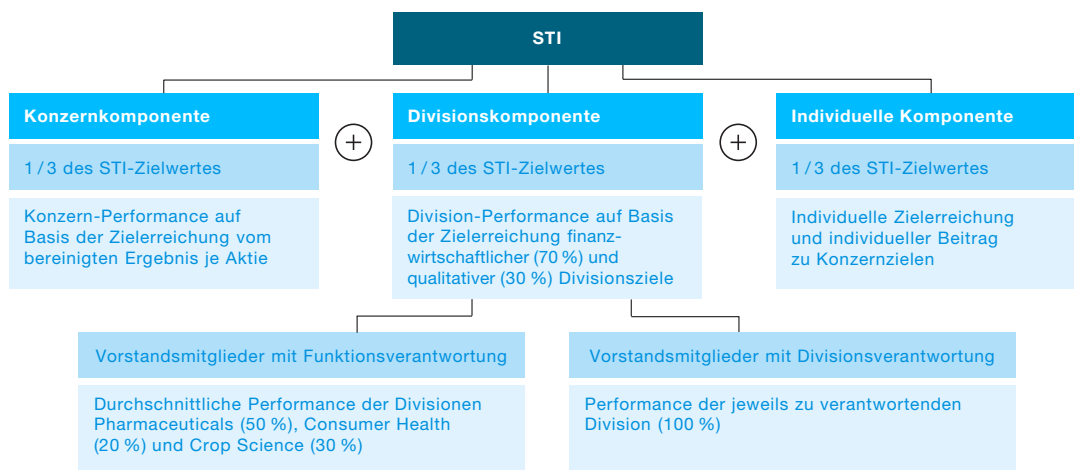 STI
Konzernkomponente
1 / 3 des STI-Zielwertes
Konzern-Performance auf
Basis der Zielerreichung vom
bereinigten Ergebnis je Aktie
+
Divisionskomponente
1 / 3 des STI-Zielwertes
Division-Performance auf Basis
der Zielerreichung finanz-
wirtschaftlicher (70 %) und
qualitativer (30 %) Divisionsziele
+
Individuelle Komponente
1 / 3 des STI-Zielwertes
Individuelle Zielerreichung
und individueller Beitrag
zu Konzernzielen
Vorstandsmitglieder mit Funktionsverantwortung
Durchschnittliche Performance der Divisionen
Pharmaceuticals (50 %), Consumer Health
(20 %) und Crop Science (30 %)
Vorstandsmitglieder mit Divisionsverantwortung
Performance der jeweils zu verantwortenden
Division (100 %)